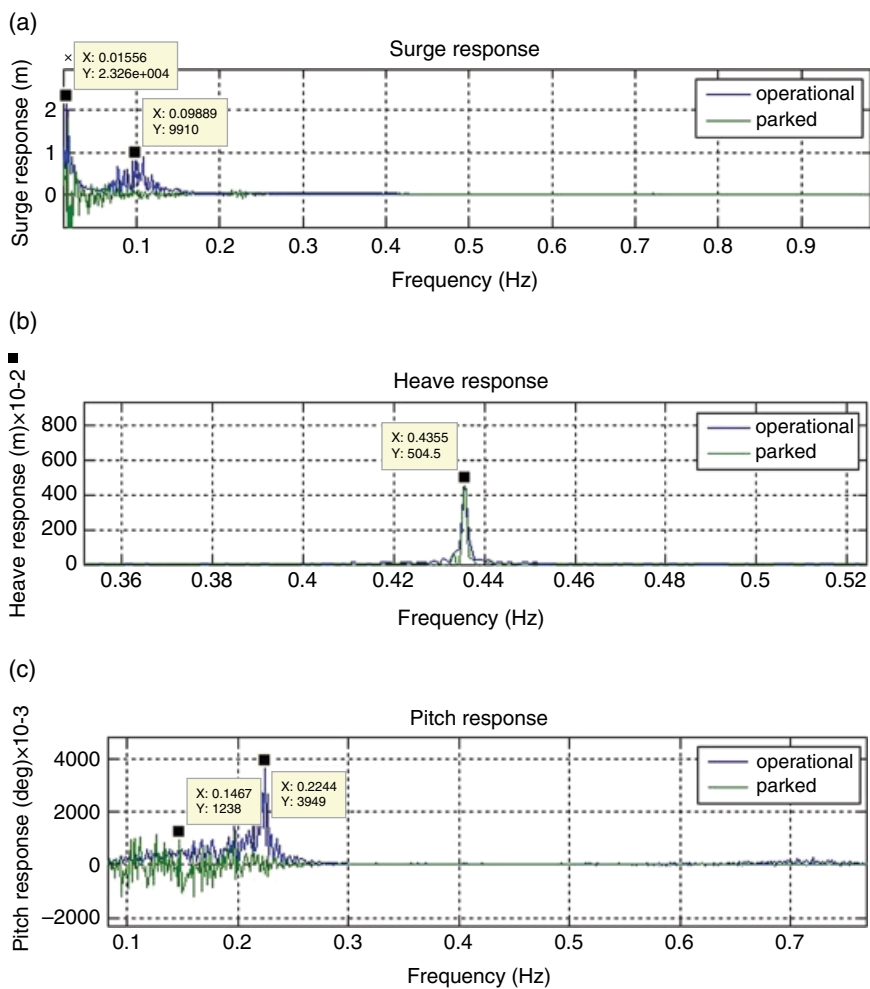 (a)
Surge response
× X: 0.01556
Y: 2.326e+004
X: 0.09889
Y: 9910
operational
parked
Surge response (m)
2
1
0
0.1 0.2 0.3 0.4 0.5 0.6 0.7 0.8 0.9
Frequency (Hz)
(b)
Heave response
X: 0.4355
Y: 504.5
operational
parked
Heave response (m)×10-2
800
600
400
200
0
0.36 0.38 0.4 0.42 0.44 0.46 0.48 0.5 0.52
Frequency (Hz)
(c)
Pitch response
X: 0.1467
Y: 1238
X: 0.2244
Y: 3949
operational
parked
Pitch response (deg)×10-3
4000
2000
0
−2000
0.1 0.2 0.3 0.4 0.5 0.6 0.7
Frequency (Hz)